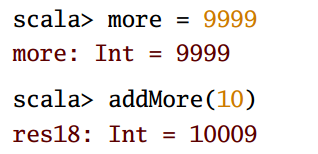 scala> more = 9999
more: Int = 9999
scala> addMore(10)
res18: Int = 10009